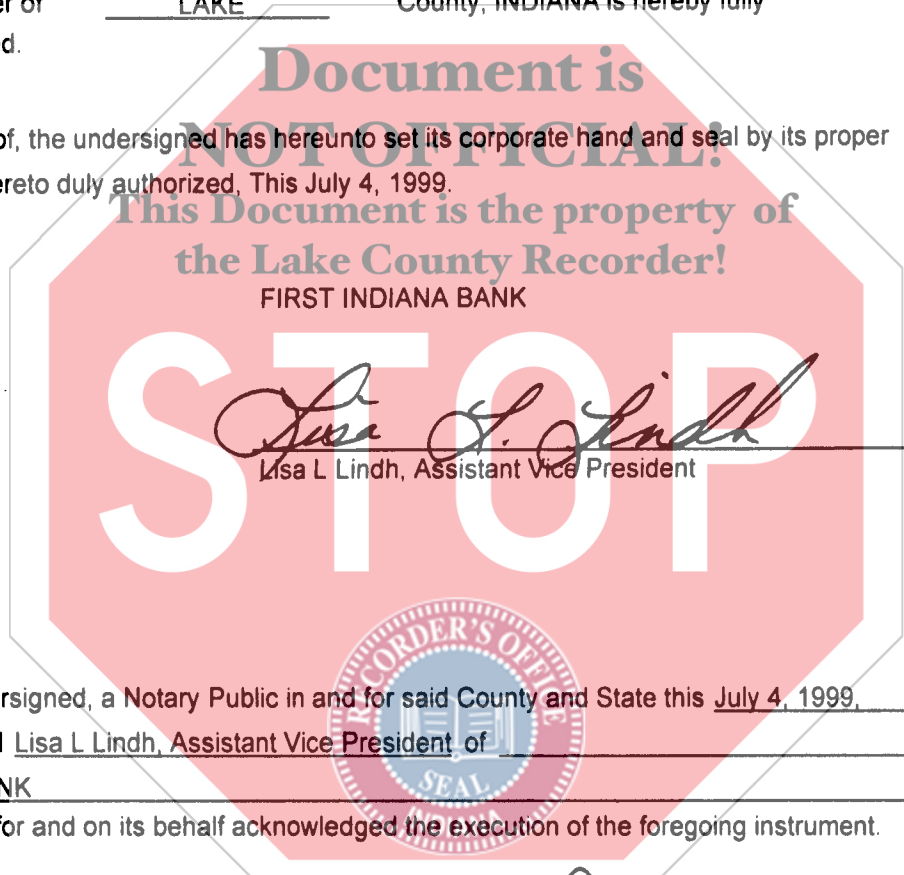 er of LAKE County, INDIANA is hereby fully
d.
Document is
of, the undersigned has hereunto set its corporate hand and seal by its proper
NOT OFFICIAL!
ereto duly authorized, This July 4, 1999.
This Document is the property of
the Lake County Recorder!
FIRST INDIANA BANK
STOP
Lisa L. Lindh
Lisa L Lindh, Assistant Vice President
RECORDER'S OFFICE
rsigned, a Notary Public in and for said County and State this July 4, 1999,
Lisa L Lindh, Assistant Vice President of
SEAL
NK
for and on its behalf acknowledged the execution of the foregoing instrument.